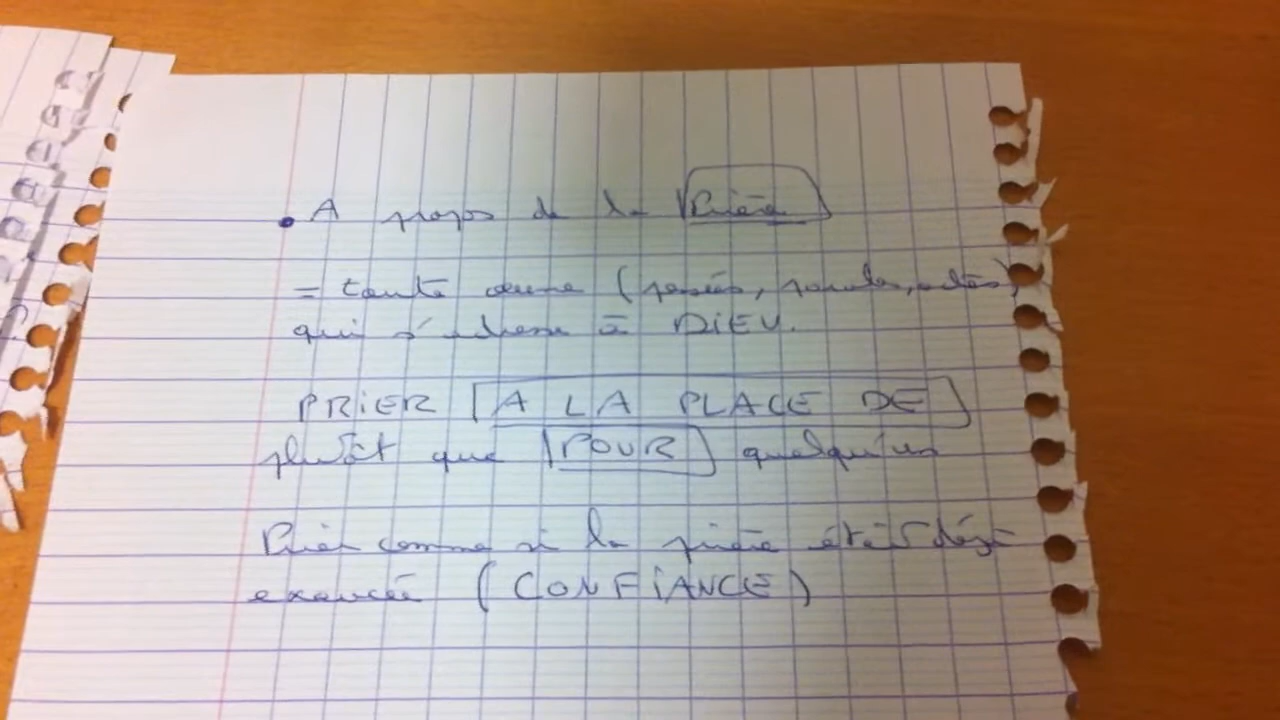 • A propos de la Prière
= toute œuvre (pensées, paroles, actes)
qui s'adresse à DiEU.
PRiER A LA PLACE DE
plutôt que POUR quelqu'un
Prier comme si la prière était déjà
exaucée (CONFiANCE)